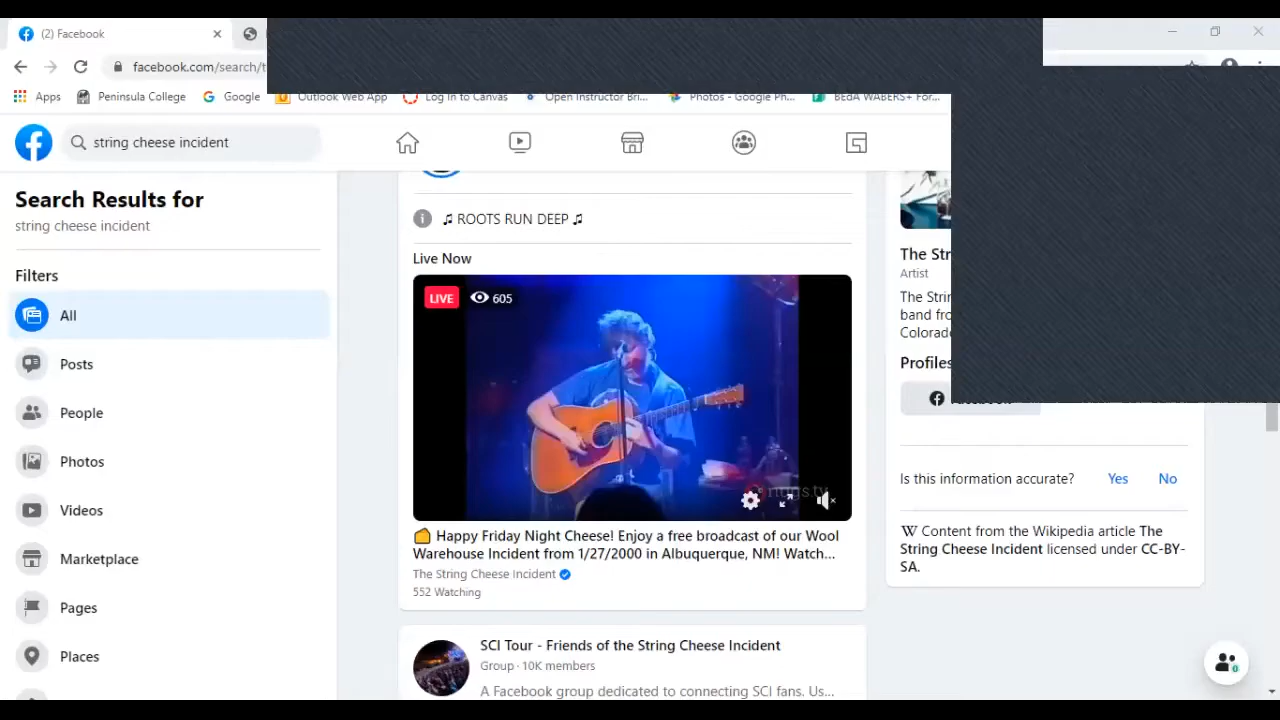 (2) Facebook
facebook.com/search/t
Apps
Peninsula College
Google
Outlook Web App
Log In to Canvas
Open Instructor Bri...
Photos - Google Ph...
BEdA WABERS+ For...
string cheese incident
Search Results for
string cheese incident
Filters
All
Posts
People
Photos
Videos
Marketplace
Pages
Places
♫ ROOTS RUN DEEP ♫
Live Now
LIVE
605
nugs.tv
Happy Friday Night Cheese! Enjoy a free broadcast of our Wool
Warehouse Incident from 1/27/2000 in Albuquerque, NM! Watch...
The String Cheese Incident
552 Watching
SCI Tour - Friends of the String Cheese Incident
Group · 10K members
A Facebook group dedicated to connecting SCI fans. Us...
The Str
Artist
The Strin
band fro
Colorado
Profiles
Is this information accurate?
Yes
No
Content from the Wikipedia article The
String Cheese Incident licensed under CC-BY-
SA.